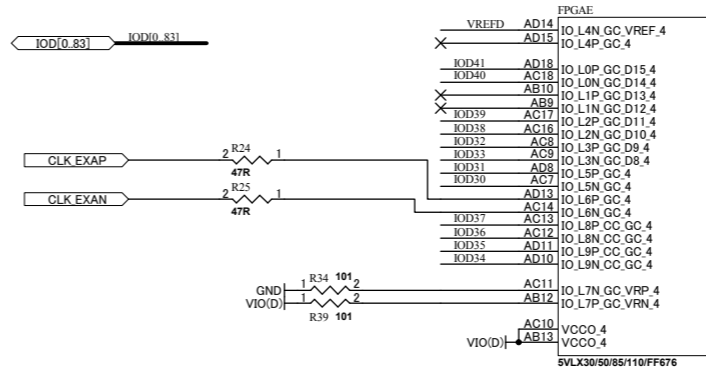 FPGAE
VREFD AD14 IO_L4N_GC_VREF_4
IOD[0..83] IOD[0..83] AD15 IO_L4P_GC_4
IOD41 AD18 IO_L0P_GC_D15_4
IOD40 AC18 IO_L0N_GC_D14_4
AB10 IO_L1P_GC_D13_4
AB9 IO_L1N_GC_D12_4
IOD39 AC17 IO_L2P_GC_D11_4
IOD38 AC16 IO_L2N_GC_D10_4
IOD32 AC8 IO_L3P_GC_D9_4
IOD33 AC9 IO_L3N_GC_D8_4
IOD31 AD8 IO_L5P_GC_4
IOD30 AC7 IO_L5N_GC_4
CLK_EXAP 2 R24 1 47R AD13 IO_L6P_GC_4
CLK_EXAN 2 R25 1 47R AC14 IO_L6N_GC_4
IOD37 AC13 IO_L8P_CC_GC_4
IOD36 AC12 IO_L8N_CC_GC_4
IOD35 AD11 IO_L9P_CC_GC_4
IOD34 AD10 IO_L9N_CC_GC_4
GND 1 R34 101 2 AC11 IO_L7N_GC_VRP_4
VIO(D) 1 R39 101 2 AB12 IO_L7P_GC_VRN_4
AC10 VCCO_4
VIO(D) AB13 VCCO_4
5VLX30/50/85/110/FF676